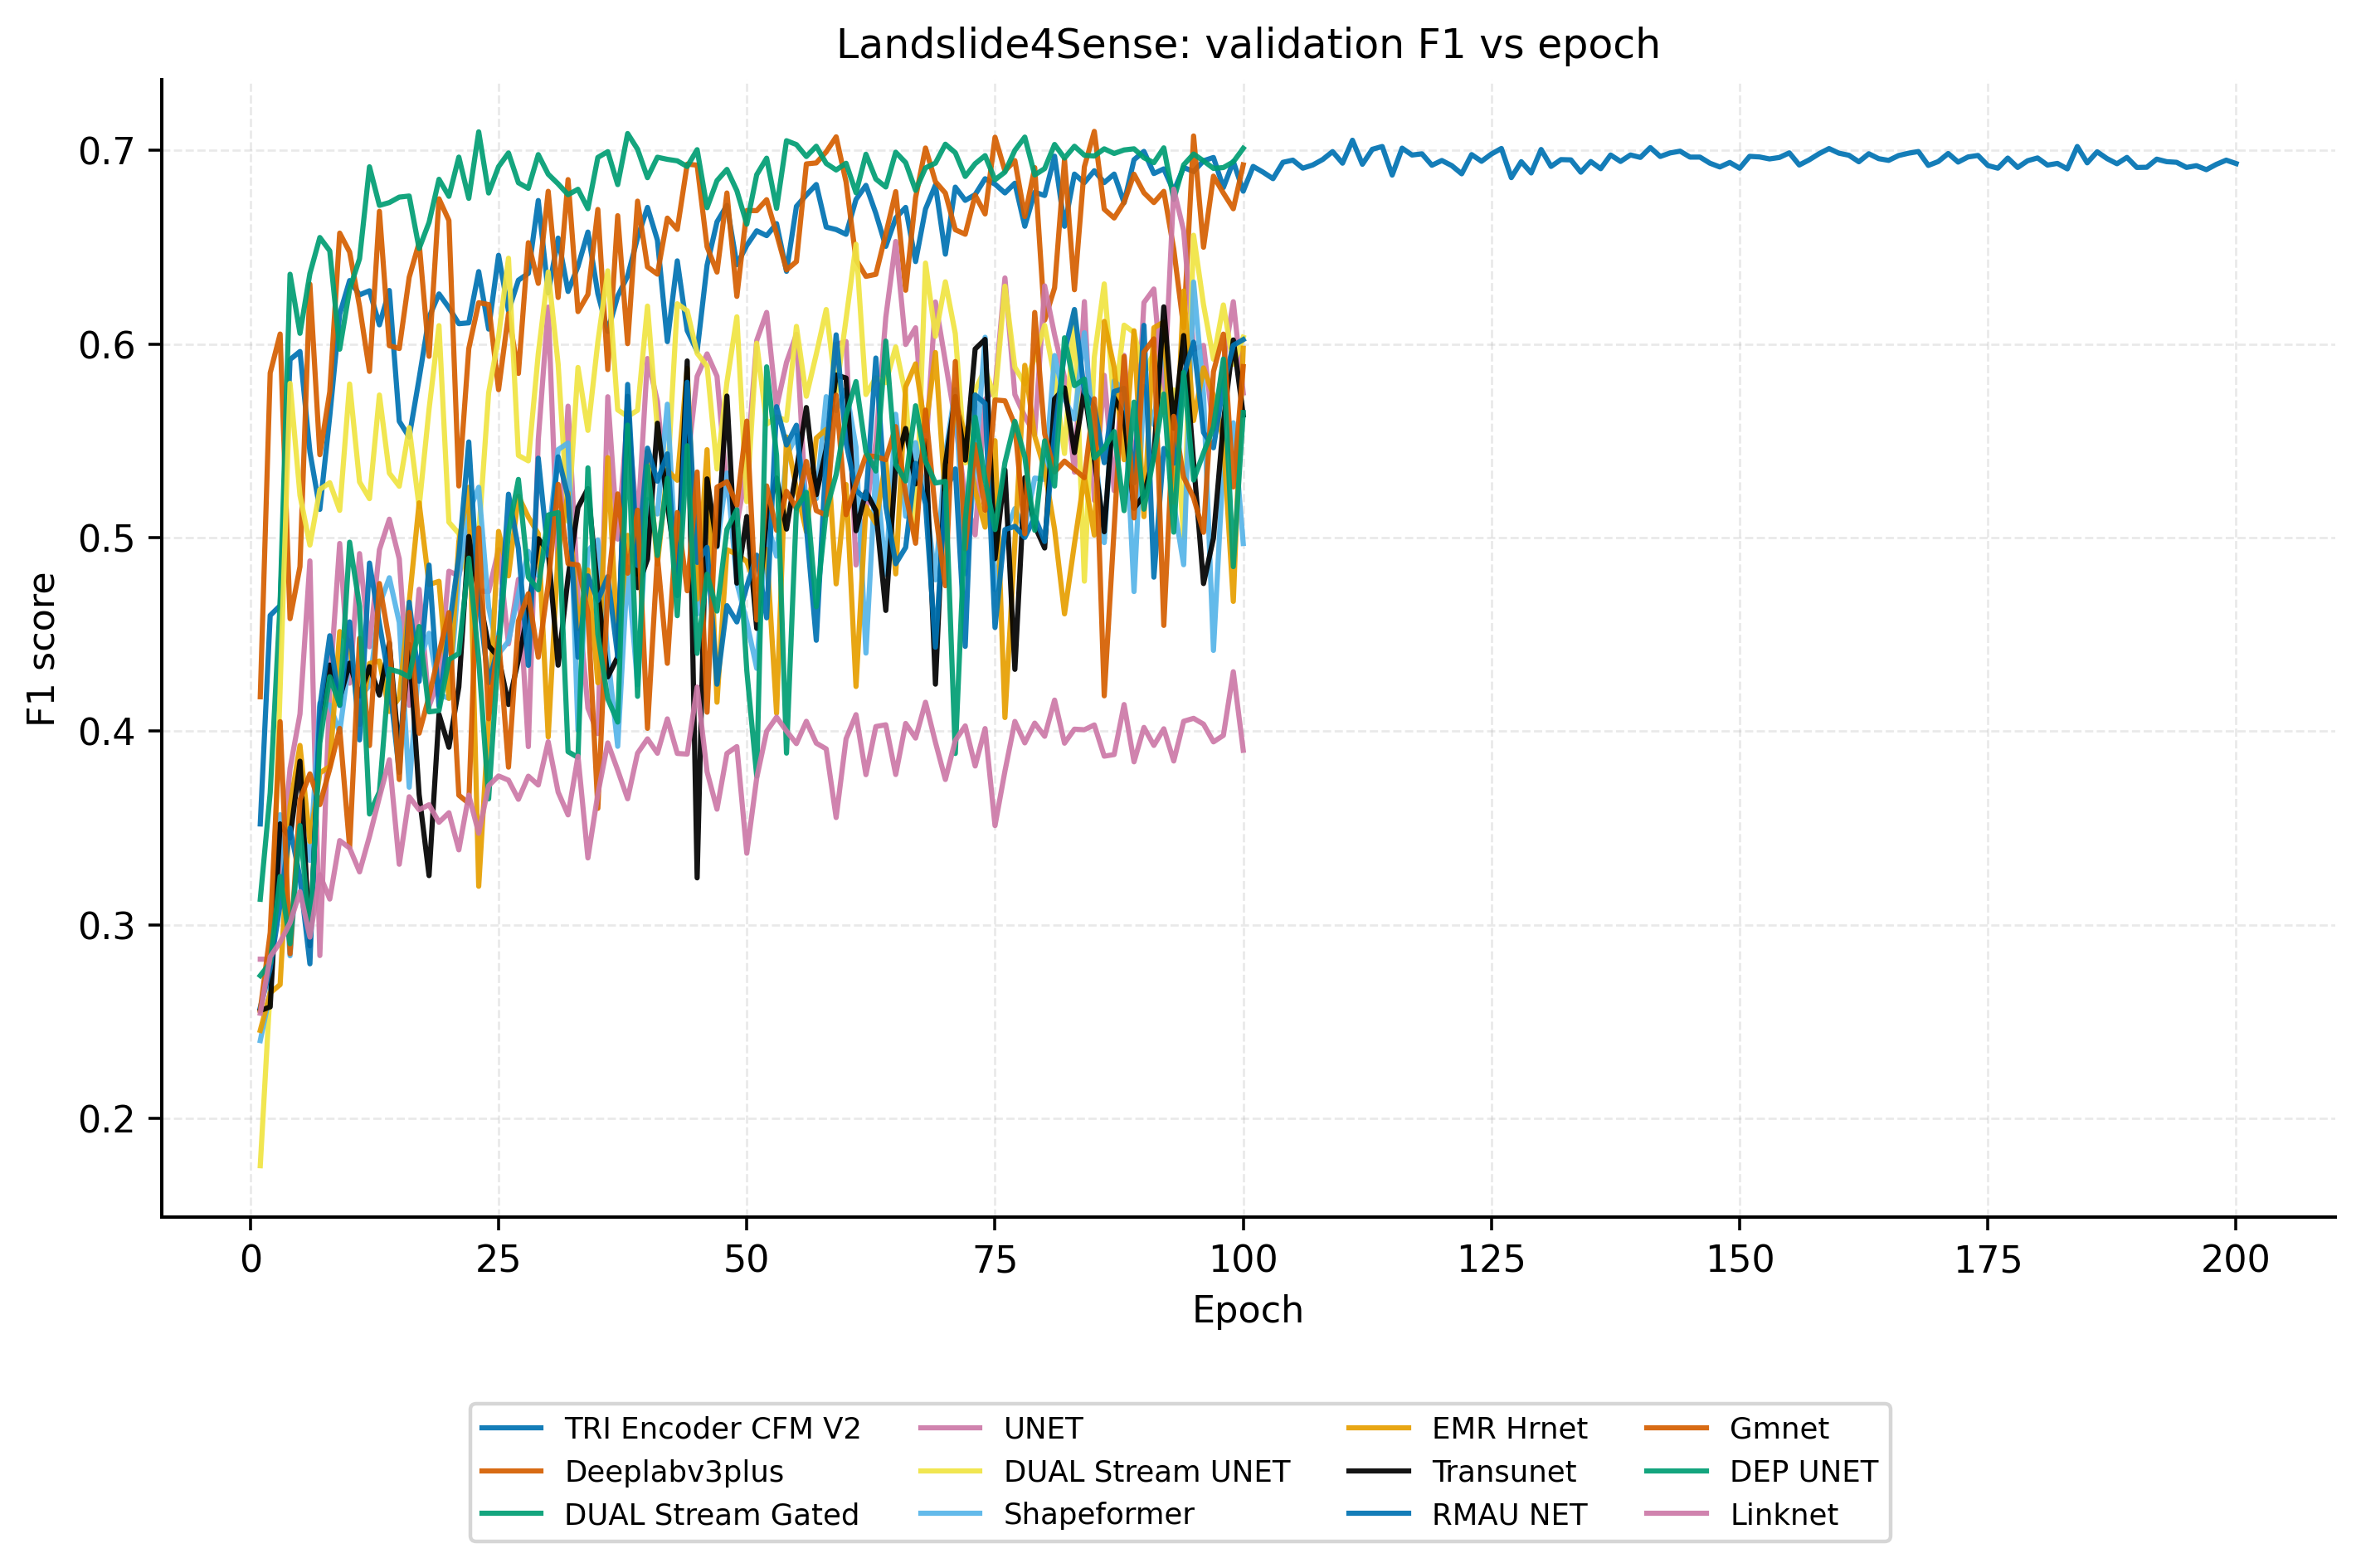 Landslide4Sense: validation F1 vs epoch
F1 score
0.7
0.6
0.5
0.4
0.3
0.2
0 25 50 75 100 125 150 175 200
Epoch
TRI Encoder CFM V2 UNET EMR Hrnet Gmnet
Deeplabv3plus DUAL Stream UNET Transunet DEP UNET
DUAL Stream Gated Shapeformer RMAU NET Linknet